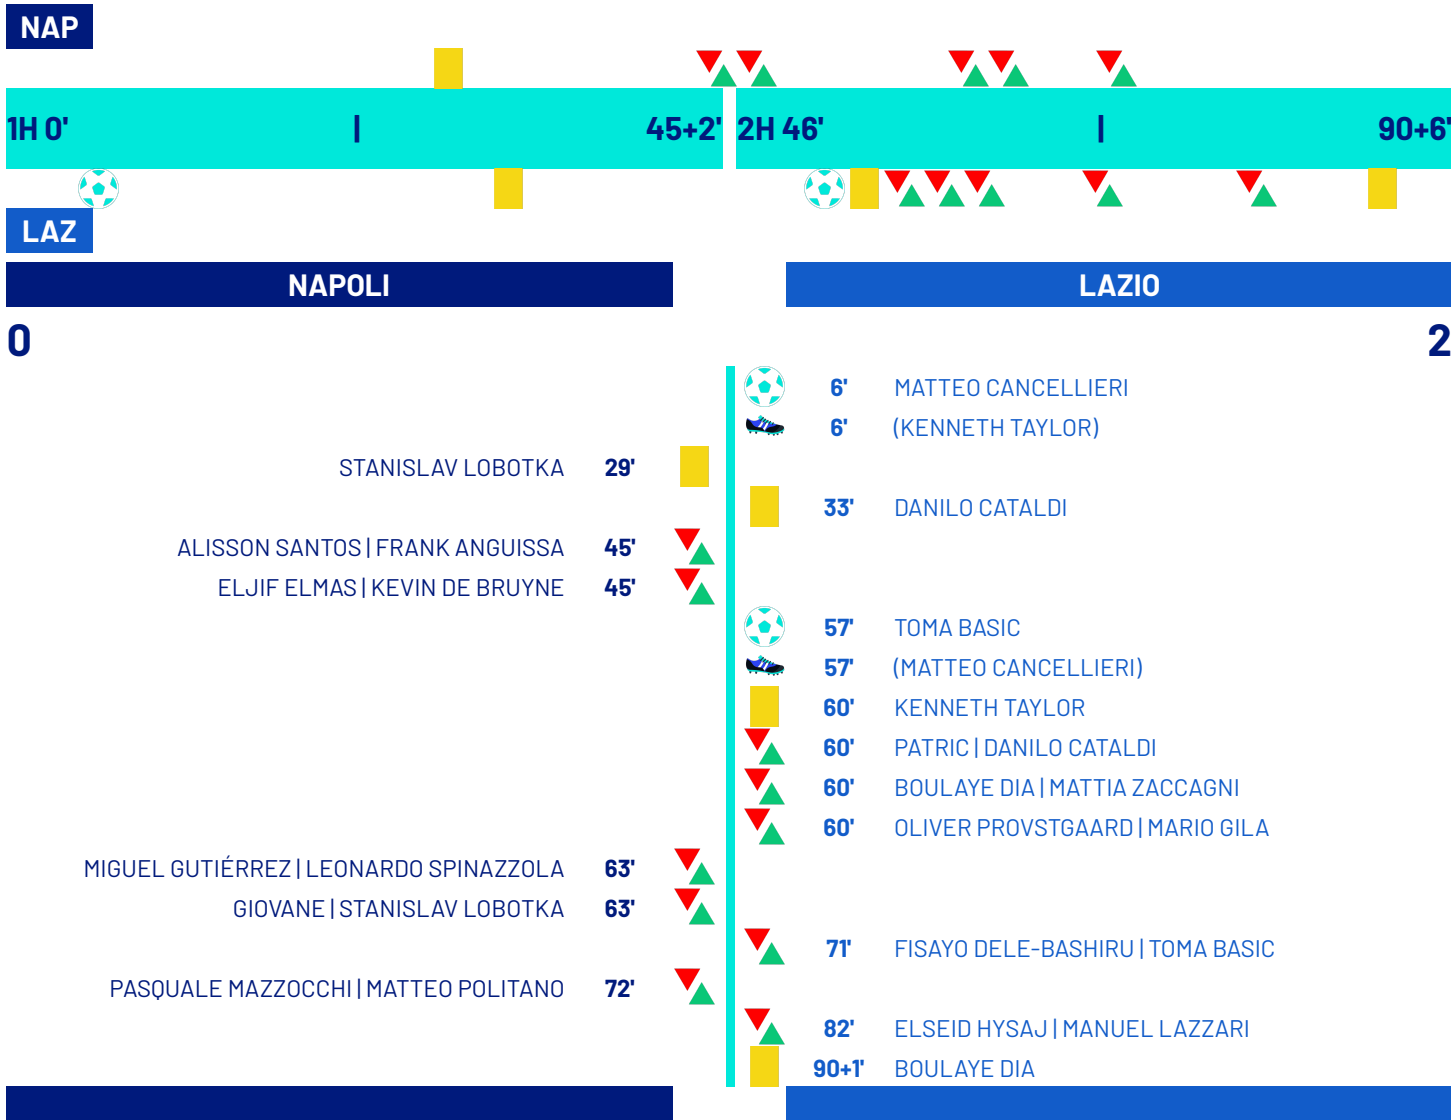 NAP
1H 0' | 45+2' 2H 46' | 90+6'
LAZ
NAPOLI LAZIO
0 2
6' MATTEO CANCELLIERI
6' (KENNETH TAYLOR)
STANISLAV LOBOTKA 29'
33' DANILO CATALDI
ALISSON SANTOS | FRANK ANGUISSA 45'
ELJIF ELMAS | KEVIN DE BRUYNE 45'
57' TOMA BASIC
57' (MATTEO CANCELLIERI)
60' KENNETH TAYLOR
60' PATRIC | DANILO CATALDI
60' BOULAYE DIA | MATTIA ZACCAGNI
60' OLIVER PROVSTGAARD | MARIO GILA
MIGUEL GUTIÉRREZ | LEONARDO SPINAZZOLA 63'
GIOVANE | STANISLAV LOBOTKA 63'
71' FISAYO DELE-BASHIRU | TOMA BASIC
PASQUALE MAZZOCCHI | MATTEO POLITANO 72'
82' ELSEID HYSAJ | MANUEL LAZZARI
90+1' BOULAYE DIA